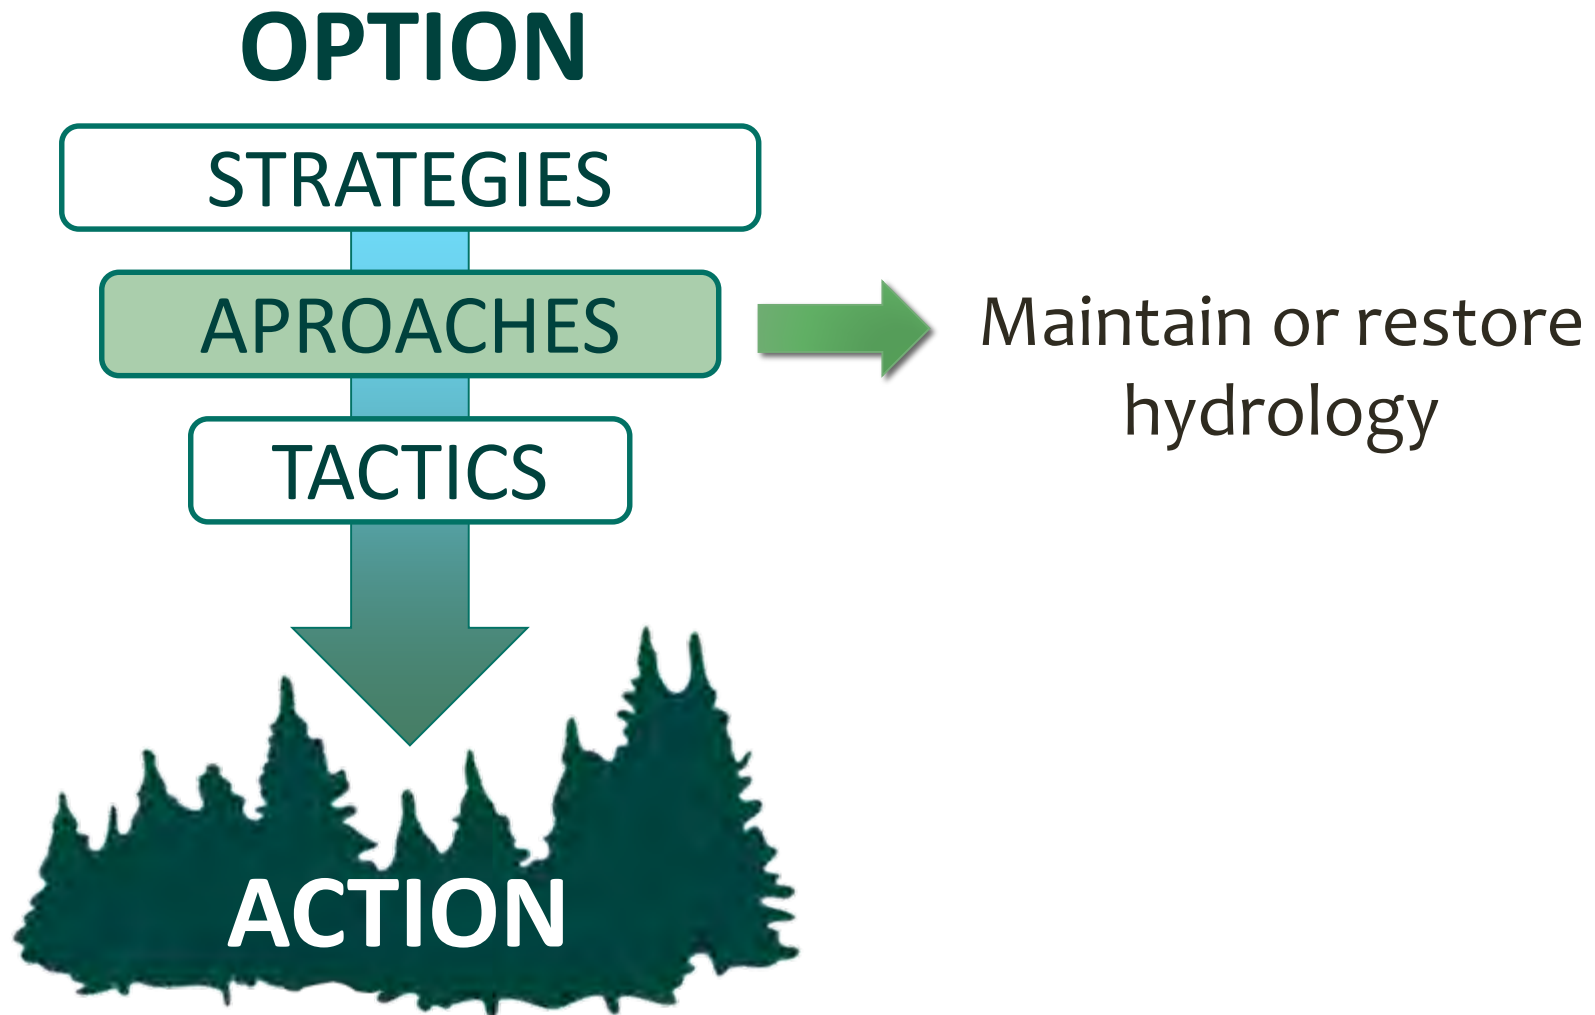 OPTION
STRATEGIES
APROACHES
Maintain or restore
hydrology
TACTICS
ACTION